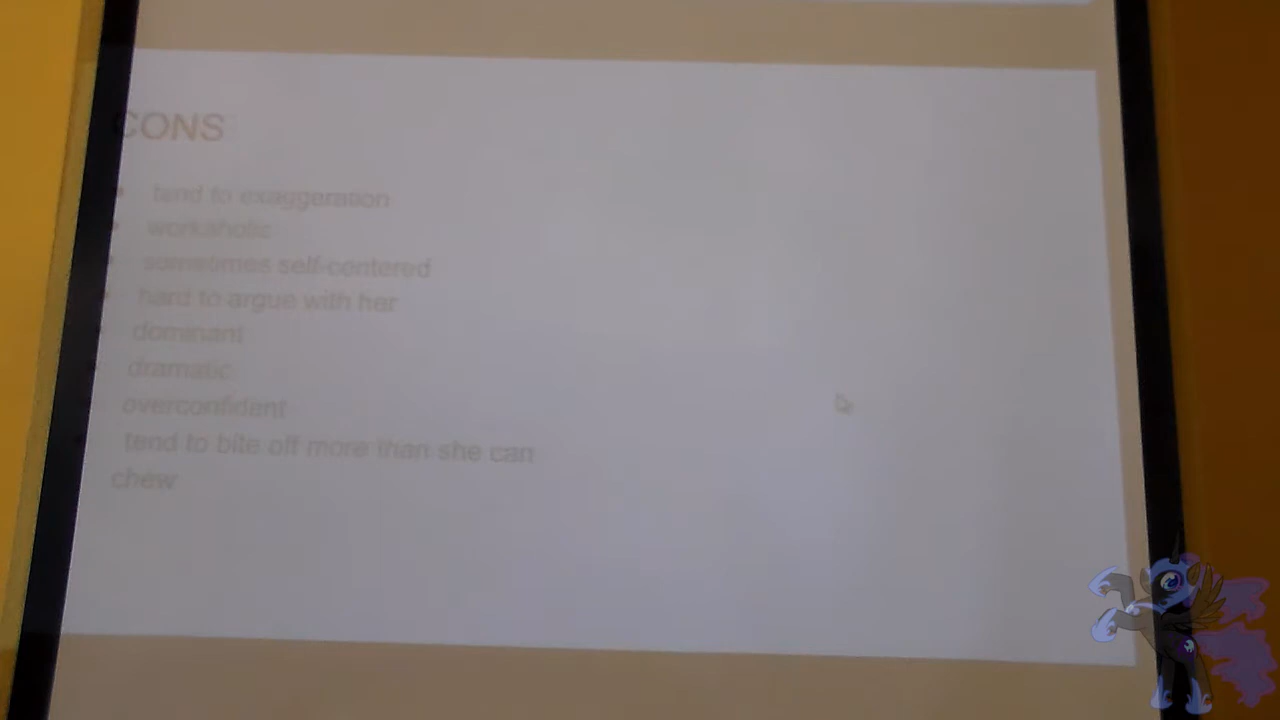 CONS
tend to exaggeration
workaholic
sometimes self-centered
hard to argue with her
dominant
dramatic
overconfident
tend to bite off more than she can
chew